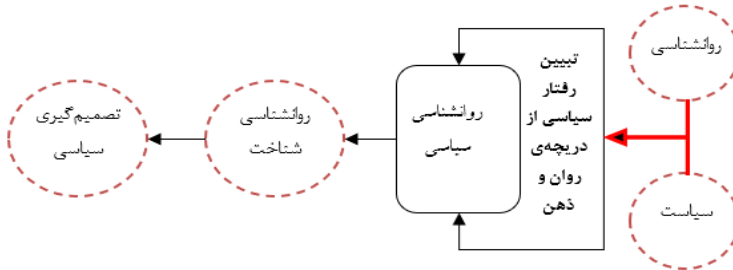 روانشناسی
سیاست
تبیین
رفتار
سیاسی از
دریچه‌ی
روان و
ذهن
روانشناسی
سیاسی
روانشناسی
شناخت
تصمیم‌گیری
سیاسی